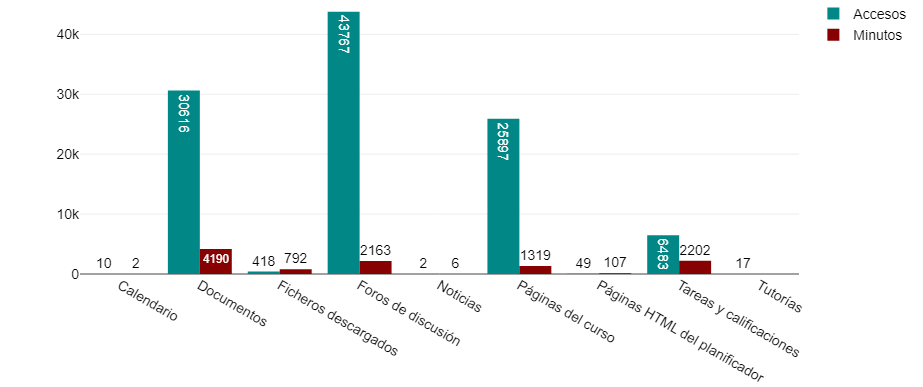 Accesos
Minutos
40k
30k
20k
10k
0
10
2
30616
4190
418
792
43767
2163
2
6
25897
1319
49
107
6483
2202
17
Calendario
Documentos
Ficheros descargados
Foros de discusión
Noticias
Páginas del curso
Páginas HTML del planificador
Tareas y calificaciones
Tutorías